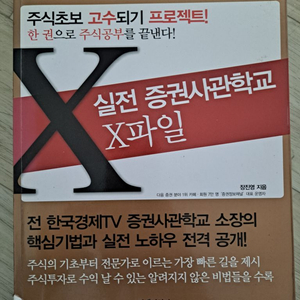 주식초보 고수되기 프로젝트!
한 권으로 주식공부를 끝낸다!
X
실전 증권사관학교
X파일
장진영 지음
전 한국경제TV 증권사관학교 소장의
핵심기법과 실전 노하우 전격 공개!
주식의 기초부터 전문가로 이르는 가장 빠른 길을 제시
주식투자로 수익 날 수 있는 알려지지 않은 비법들을 수록